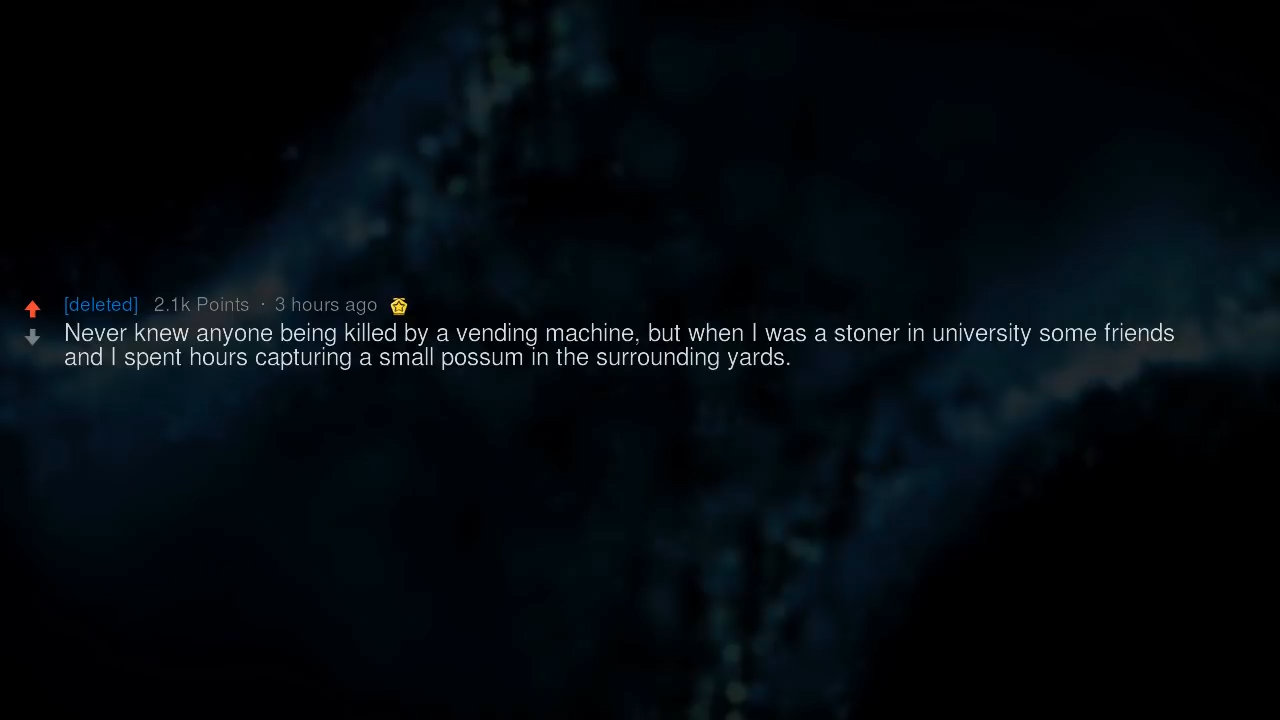 [deleted] 2.1k Points · 3 hours ago
Never knew anyone being killed by a vending machine, but when I was a stoner in university some friends
and I spent hours capturing a small possum in the surrounding yards.